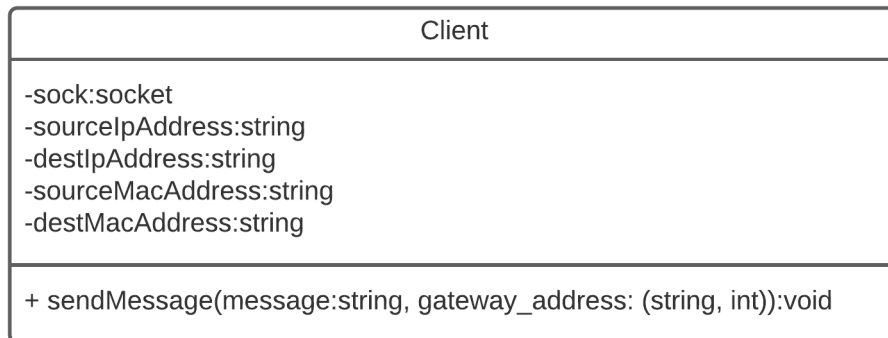 Client
-sock:socket
-sourceIpAddress:string
-destIpAddress:string
-sourceMacAddress:string
-destMacAddress:string
+ sendMessage(message:string, gateway_address: (string, int)):void